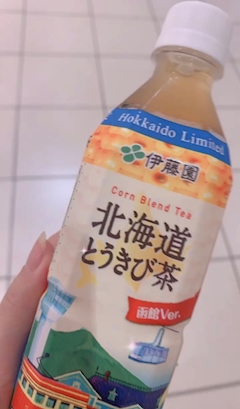 Hokkaido Limited
伊藤園
Corn Blend Tea
北海道
とうきび茶
函館Ver.